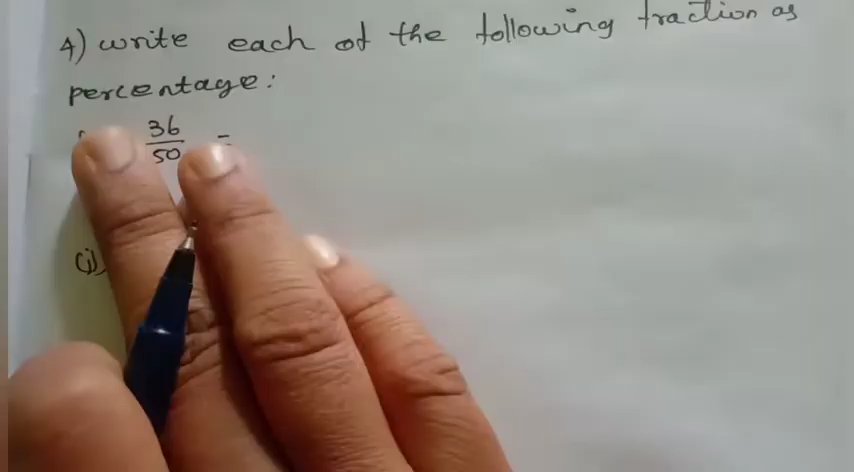 4) write each of the following fraction as
percentage:
36/50 =
(ii)